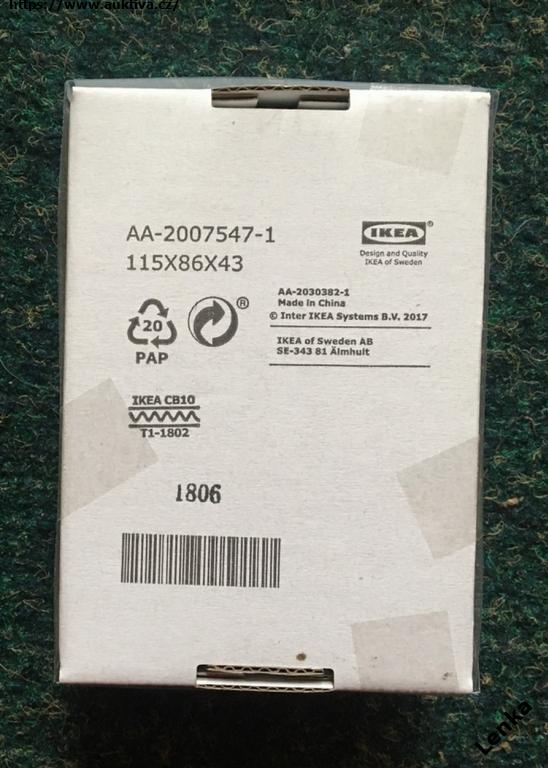 https://www.auktiva.cz/
AA-2007547-1
115X86X43
IKEA®
Design and Quality
IKEA of Sweden
AA-2030382-1
Made in China
© Inter IKEA Systems B.V. 2017
IKEA of Sweden AB
SE-343 81 Älmhult
20
PAP
®
IKEA CB10
T1-1802
1806
Lenka